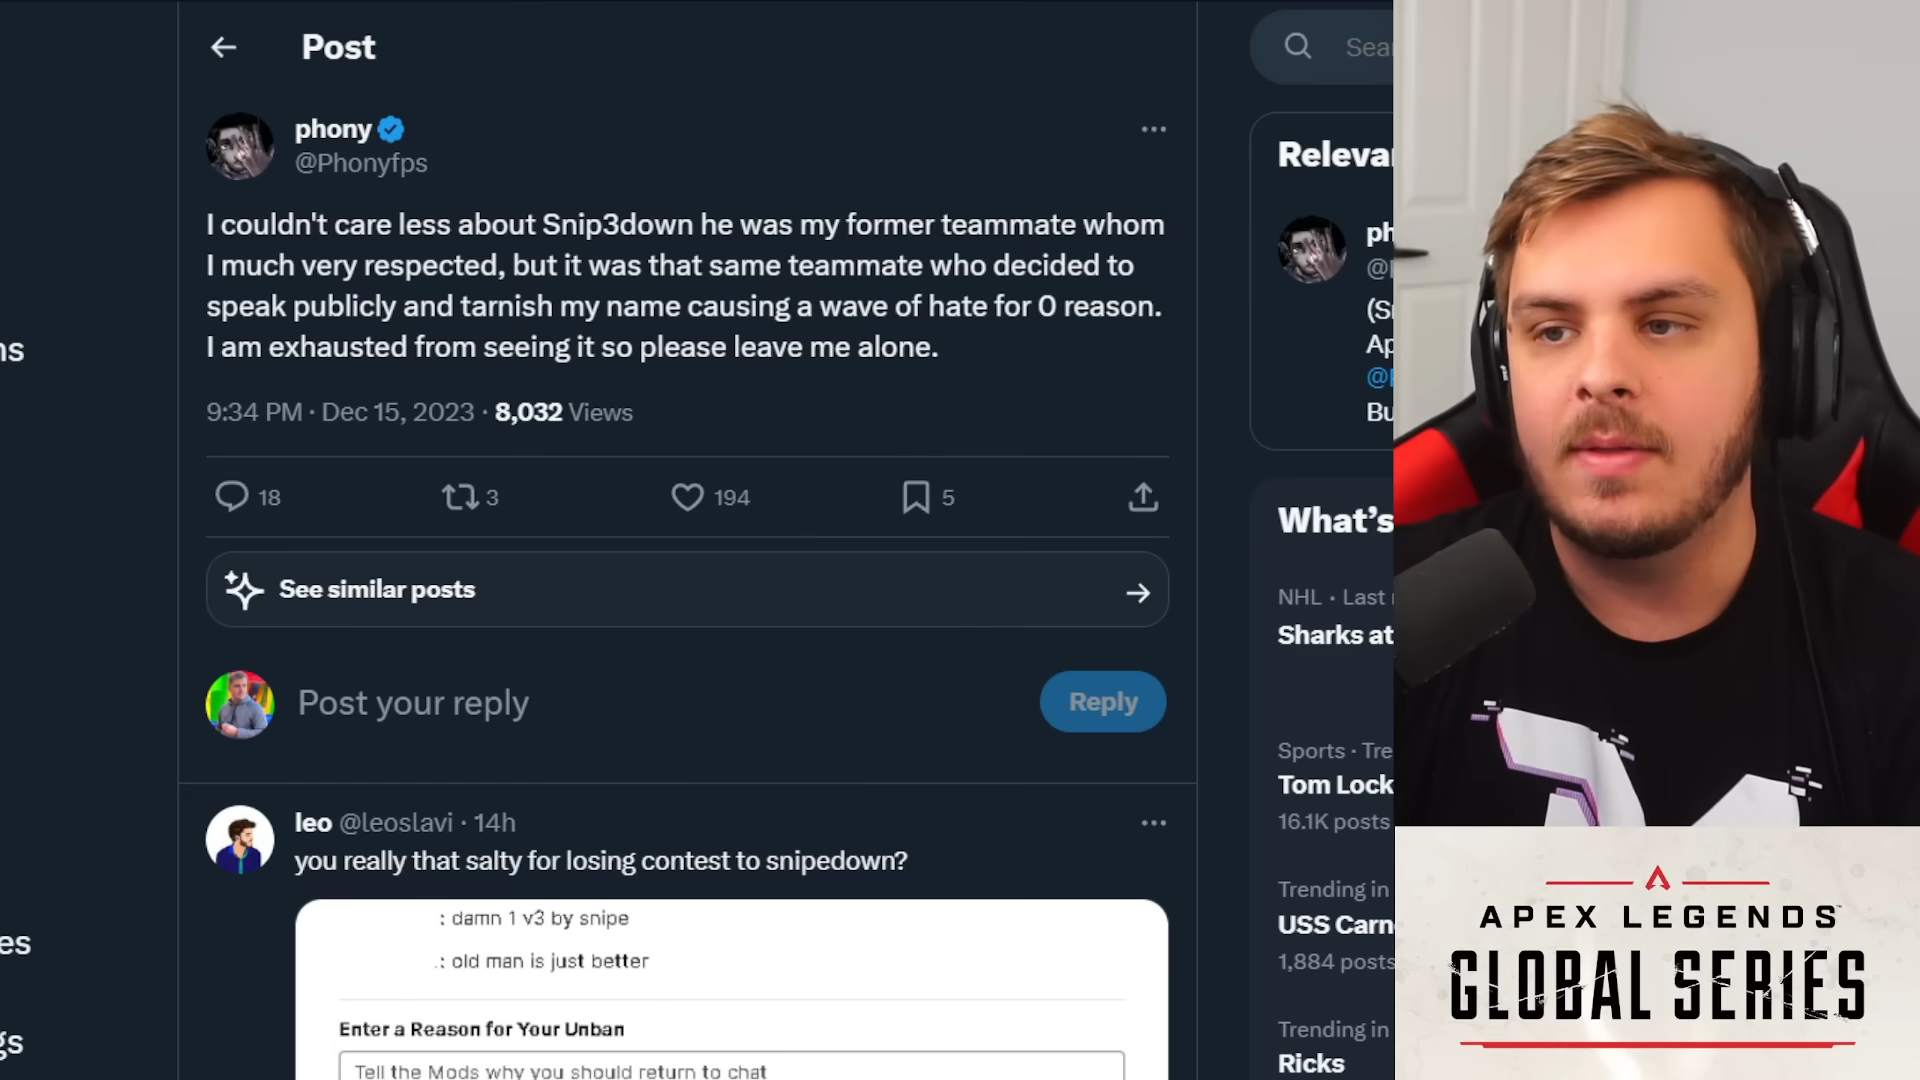 Post
phony
@Phonyfps
I couldn't care less about Snip3down he was my former teammate whom
I much very respected, but it was that same teammate who decided to
speak publicly and tarnish my name causing a wave of hate for 0 reason.
I am exhausted from seeing it so please leave me alone.
9:34 PM · Dec 15, 2023 · 8,032 Views
18 3 194 5
See similar posts
Post your reply
Reply
leo @leoslavi · 14h
you really that salty for losing contest to snipedown?
: damn 1 v3 by snipe
.: old man is just better
Enter a Reason for Your Unban
Tell the Mods why you should return to chat
ns
es
gs
Sea
Releva
ph
@
(S
Ap
@
Bu
What's
NHL · Last
Sharks at
Sports · Tre
Tom Lock
16.1K posts
Trending in
USS Carn
1,884 posts
Trending in
Ricks
APEX LEGENDS
GLOBAL SERIES